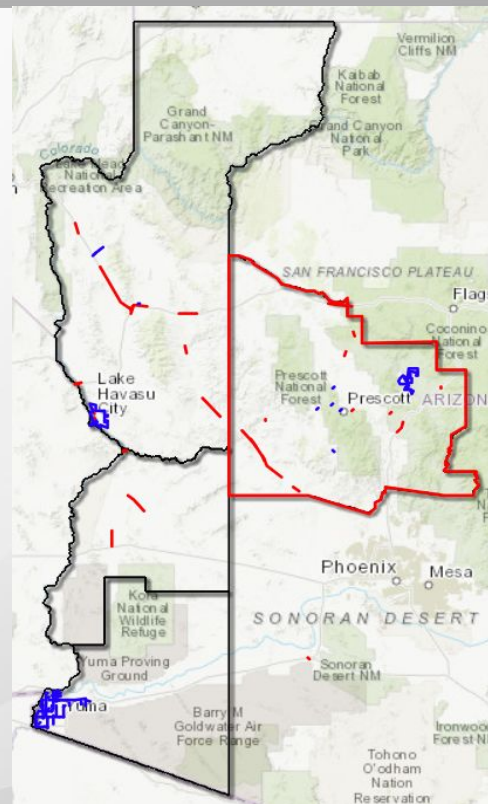 Vermilion
Cliffs NM
Kaibab
National
Forest
Grand
Canyon-
Parashant NM
Grand Canyon
National
Park
Colorado
Recreation Area
SAN FRANCISCO PLATEAU
Flags
Coconino
National
Forest
Lake
Havasu
City
Prescott
National
Forest
Prescott
ARIZON
Phoenix
Mesa
Kofa
National
Wildlife
Refuge
SONORAN DESERT
Yuma Proving
Ground
Sonoran
Desert NM
Yuma
Barry M
Goldwater Air
Force Range
Ironwood
Forest NM
Tohono
O'odham
Nation
Reservation